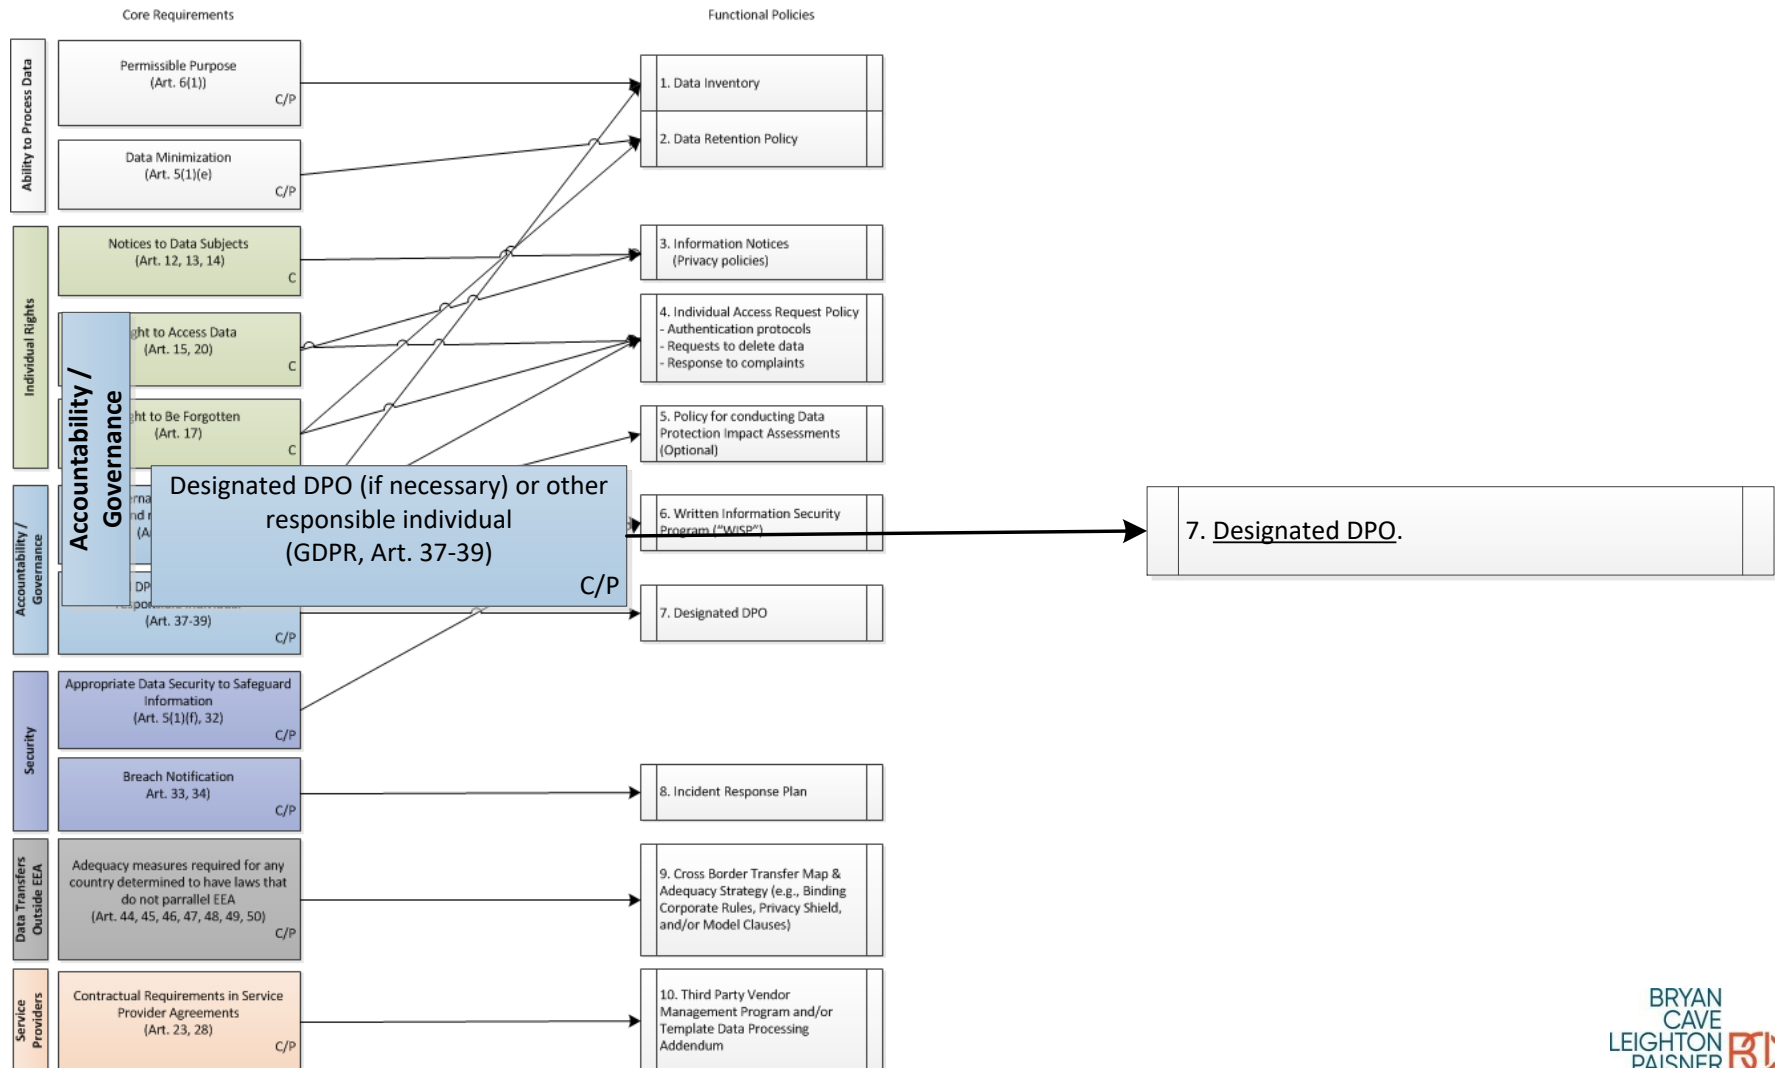 Core Requirements
Functional Policies
Ability to Process Data
Permissible Purpose
(Art. 6(1))
C/P
Data Minimization
(Art. 5(1)(e)
C/P
1. Data Inventory
2. Data Retention Policy
Individual Rights
Notices to Data Subjects
(Art. 12, 13, 14)
C
ght to Access Data
(Art. 15, 20)
C
ght to Be Forgotten
(Art. 17)
C
3. Information Notices
(Privacy policies)
4. Individual Access Request Policy
- Authentication protocols
- Requests to delete data
- Response to complaints
5. Policy for conducting Data
Protection Impact Assessments
(Optional)
Accountability /
Governance
Designated DPO (if necessary) or other
responsible individual
(GDPR, Art. 37-39)
C/P
6. Written Information Security
Program ("WISP")
7. Designated DPO.
Accountability /
Governance
DP
(Art. 37-39)
C/P
7. Designated DPO
Security
Appropriate Data Security to Safeguard
Information
(Art. 5(1)(f), 32)
C/P
Breach Notification
Art. 33, 34)
C/P
8. Incident Response Plan
Data Transfers
Outside EEA
Adequacy measures required for any
country determined to have laws that
do not parrallel EEA
(Art. 44, 45, 46, 47, 48, 49, 50)
C/P
9. Cross Border Transfer Map &
Adequacy Strategy (e.g., Binding
Corporate Rules, Privacy Shield,
and/or Model Clauses)
Service
Providers
Contractual Requirements in Service
Provider Agreements
(Art. 23, 28)
C/P
10. Third Party Vendor
Management Program and/or
Template Data Processing
Addendum
BRYAN
CAVE
LEIGHTON
PAISNER